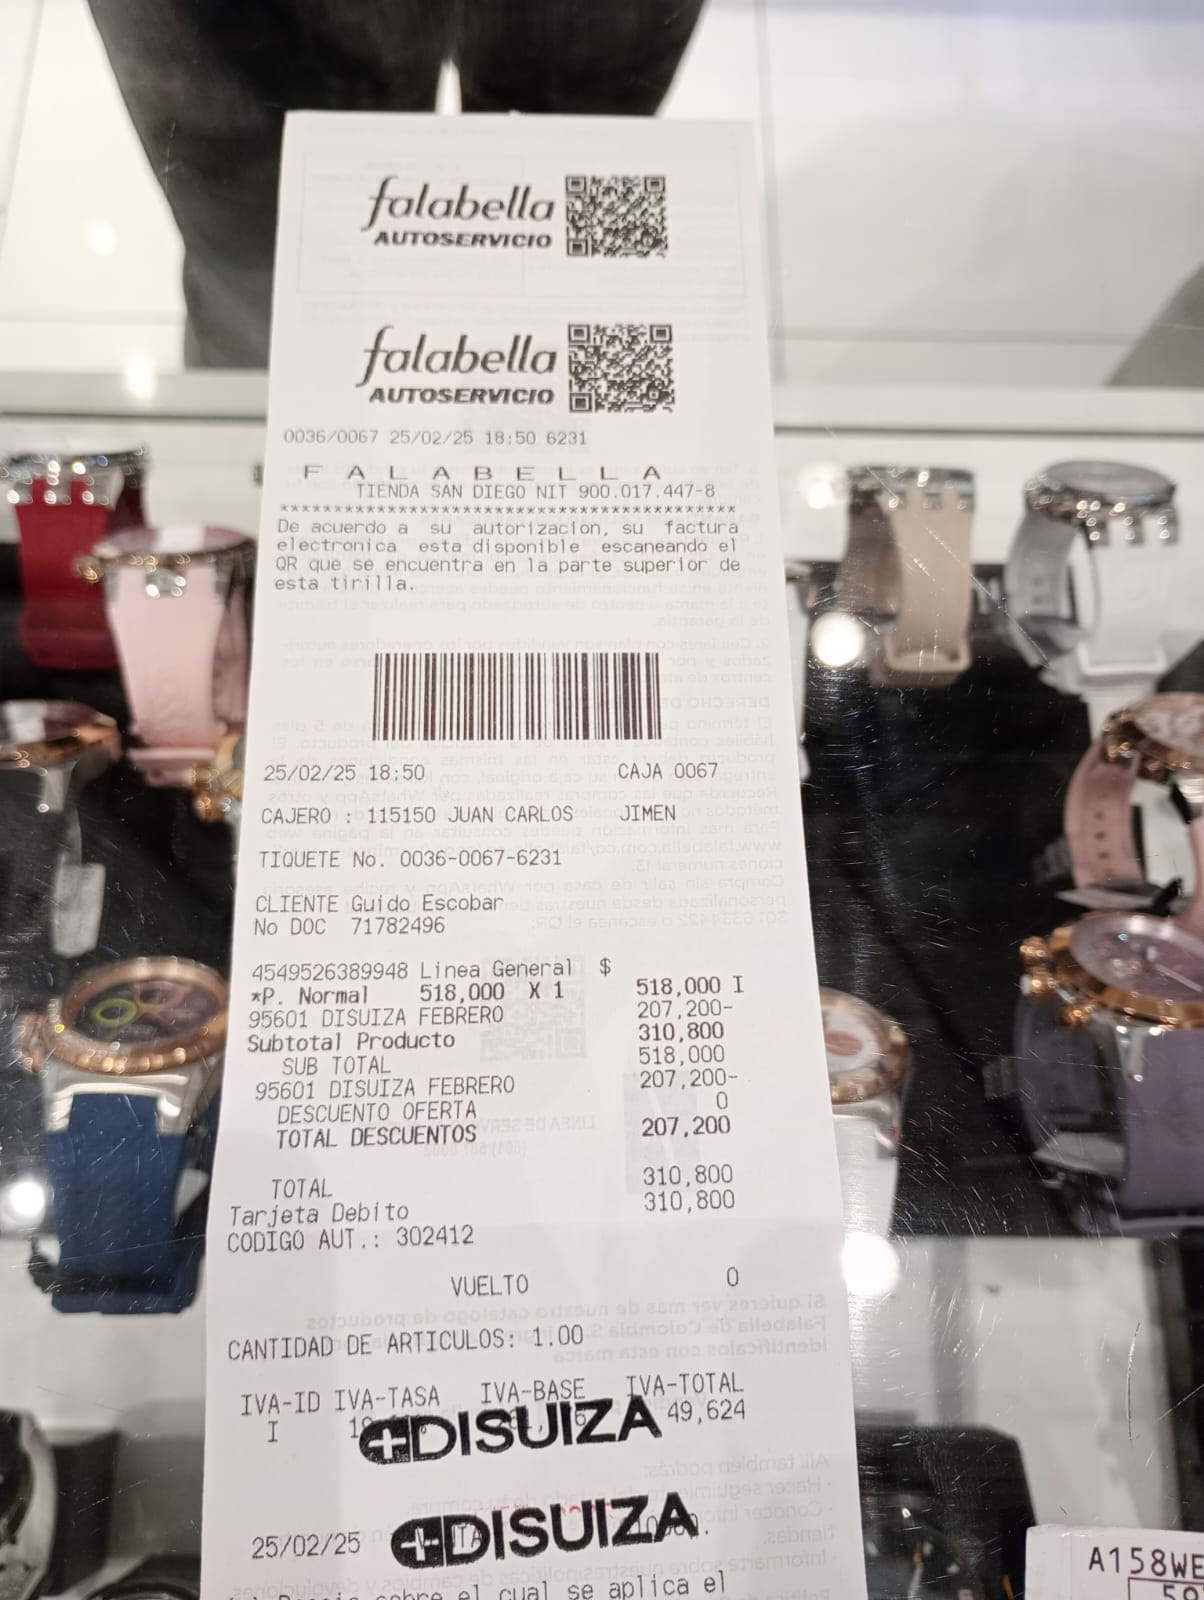 falabella
AUTOSERVICIO
falabella
AUTOSERVICIO
0036/0067 25/02/25 18:50 6231
F A L A B E L L A
TIENDA SAN DIEGO NIT 900.017.447-8
*******************************************
De acuerdo a su autorizacion, su factura
electronica esta disponible escaneando el
QR que se encuentra en la parte superior de
esta tirilla.
25/02/25 18:50 CAJA 0067
CAJERO : 115150 JUAN CARLOS JIMEN
TIQUETE No. 0036-0067-6231
CLIENTE Guido Escobar
No DOC 71782496
4549526389948 Linea General $
*P. Normal 518,000 X 1 518,000 I
95601 DISUIZA FEBRERO 207,200-
Subtotal Producto 310,800
SUB TOTAL 518,000
95601 DISUIZA FEBRERO 207,200-
DESCUENTO OFERTA 0
TOTAL DESCUENTOS 207,200
TOTAL 310,800
Tarjeta Debito 310,800
CODIGO AUT.: 302412
VUELTO 0
CANTIDAD DE ARTICULOS: 1.00
IVA-ID IVA-TASA IVA-BASE IVA-TOTAL
I 49,624
DISUIZA
25/02/25
DISUIZA
sobre el cual se aplica el
A158WE